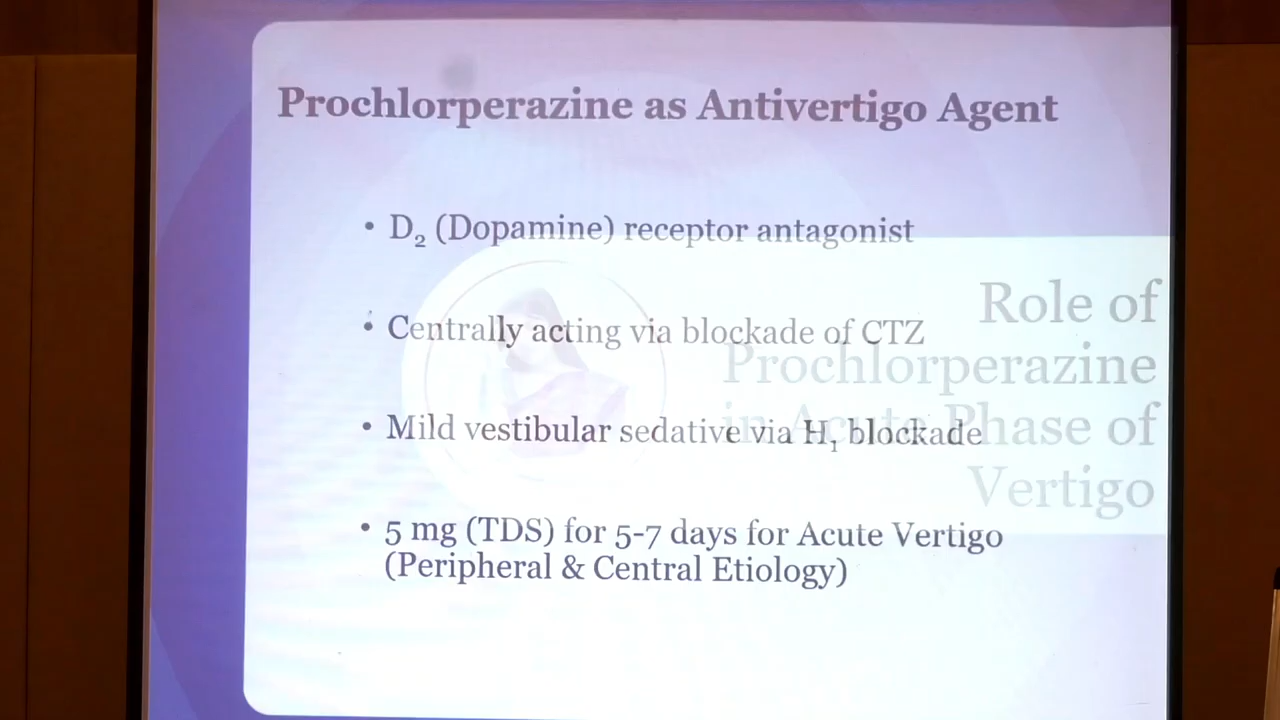 Prochlorperazine as Antivertigo Agent
• D₂ (Dopamine) receptor antagonist
• Centrally acting via blockade of CTZ
• Mild vestibular sedative via H₁ blockade
• 5 mg (TDS) for 5-7 days for Acute Vertigo
(Peripheral & Central Etiology)
Role of
Prochlorperazine
in Acute Phase of
Vertigo